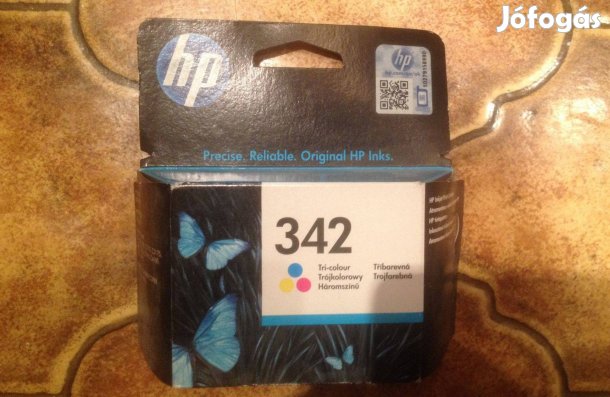 Jófogás
hp
hp
Precise. Reliable. Original HP Inks.
342
Tri-colour Tříbarevná
Trójkolorowy Trojfarebná
Háromszínű